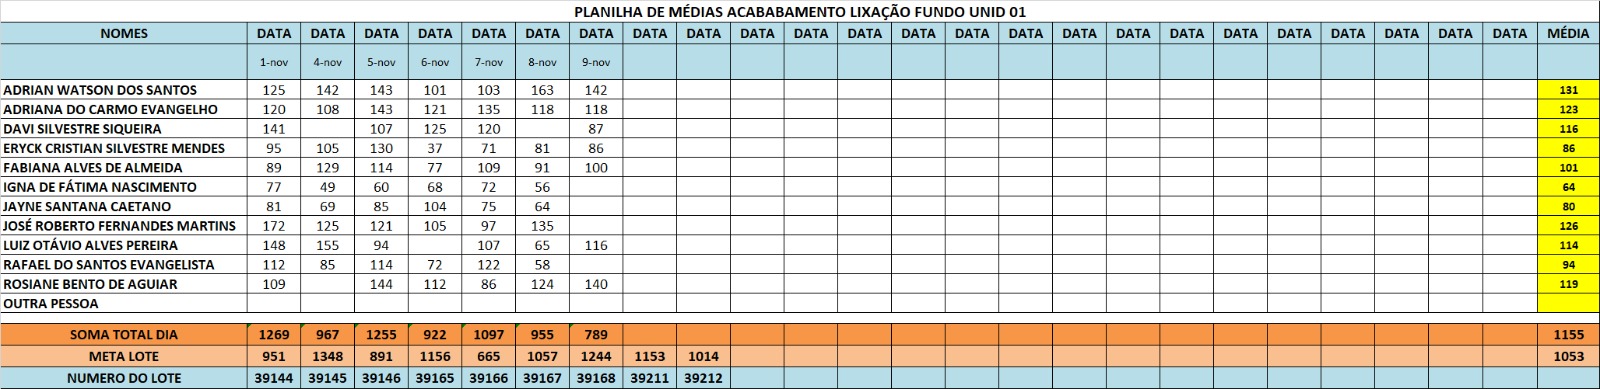 PLANILHA DE MÉDIAS ACABABAMENTO LIXAÇÃO FUNDO UNID 01
NOMES DATA DATA DATA DATA DATA DATA DATA DATA DATA DATA DATA DATA DATA DATA DATA DATA DATA DATA DATA DATA DATA DATA DATA DATA MÉDIA
1-nov 4-nov 5-nov 6-nov 7-nov 8-nov 9-nov
ADRIAN WATSON DOS SANTOS 125 142 143 101 103 163 142 131
ADRIANA DO CARMO EVANGELHO 120 108 143 121 135 118 118 123
DAVI SILVESTRE SIQUEIRA 141 107 125 120 87 116
ERYCK CRISTIAN SILVESTRE MENDES 95 105 130 37 71 81 86 86
FABIANA ALVES DE ALMEIDA 89 129 114 77 109 91 100 101
IGNA DE FÁTIMA NASCIMENTO 77 49 60 68 72 56 64
JAYNE SANTANA CAETANO 81 69 85 104 75 64 80
JOSÉ ROBERTO FERNANDES MARTINS 172 125 121 105 97 135 126
LUIZ OTÁVIO ALVES PEREIRA 148 155 94 107 65 116 114
RAFAEL DO SANTOS EVANGELISTA 112 85 114 72 122 58 94
ROSIANE BENTO DE AGUIAR 109 144 112 86 124 140 119
OUTRA PESSOA
SOMA TOTAL DIA 1269 967 1255 922 1097 955 789 1155
META LOTE 951 1348 891 1156 665 1057 1244 1153 1014 1053
NUMERO DO LOTE 39144 39145 39146 39165 39166 39167 39168 39211 39212